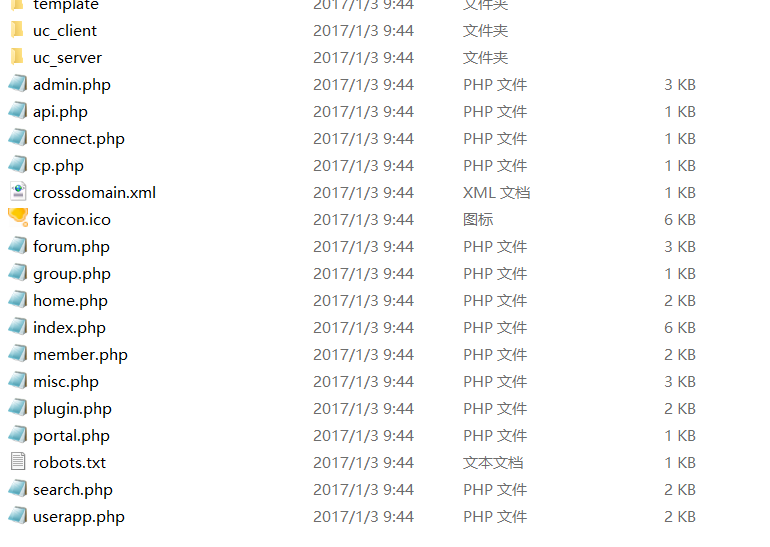 template 2017/1/3 9:44 文件夹
uc_client 2017/1/3 9:44 文件夹
uc_server 2017/1/3 9:44 文件夹
admin.php 2017/1/3 9:44 PHP 文件 3 KB
api.php 2017/1/3 9:44 PHP 文件 1 KB
connect.php 2017/1/3 9:44 PHP 文件 1 KB
cp.php 2017/1/3 9:44 PHP 文件 1 KB
crossdomain.xml 2017/1/3 9:44 XML 文档 1 KB
favicon.ico 2017/1/3 9:44 图标 6 KB
forum.php 2017/1/3 9:44 PHP 文件 3 KB
group.php 2017/1/3 9:44 PHP 文件 1 KB
home.php 2017/1/3 9:44 PHP 文件 2 KB
index.php 2017/1/3 9:44 PHP 文件 6 KB
member.php 2017/1/3 9:44 PHP 文件 2 KB
misc.php 2017/1/3 9:44 PHP 文件 3 KB
plugin.php 2017/1/3 9:44 PHP 文件 2 KB
portal.php 2017/1/3 9:44 PHP 文件 1 KB
robots.txt 2017/1/3 9:44 文本文档 1 KB
search.php 2017/1/3 9:44 PHP 文件 2 KB
userapp.php 2017/1/3 9:44 PHP 文件 2 KB